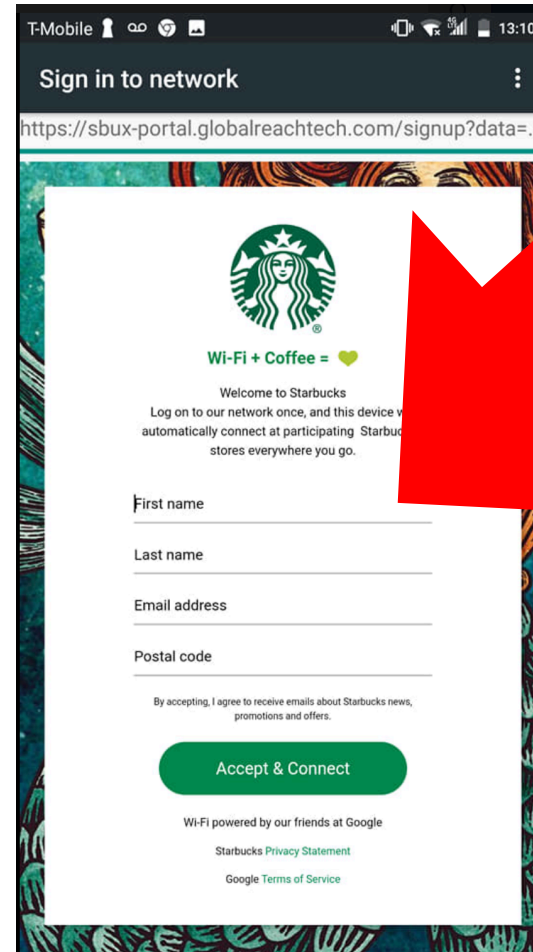 T-Mobile 13:10
Sign in to network
https://sbux-portal.globalreachtech.com/signup?data=..
Wi-Fi + Coffee =
Welcome to Starbucks
Log on to our network once, and this device
automatically connect at participating
stores everywhere you go.
First name
Last name
Email address
Postal code
By accepting, I agree to receive emails about Starbucks news,
promotions and offers.
Accept & Connect
Wi-Fi powered by our friends at Google
Starbucks Privacy Statement
Google Terms of Service